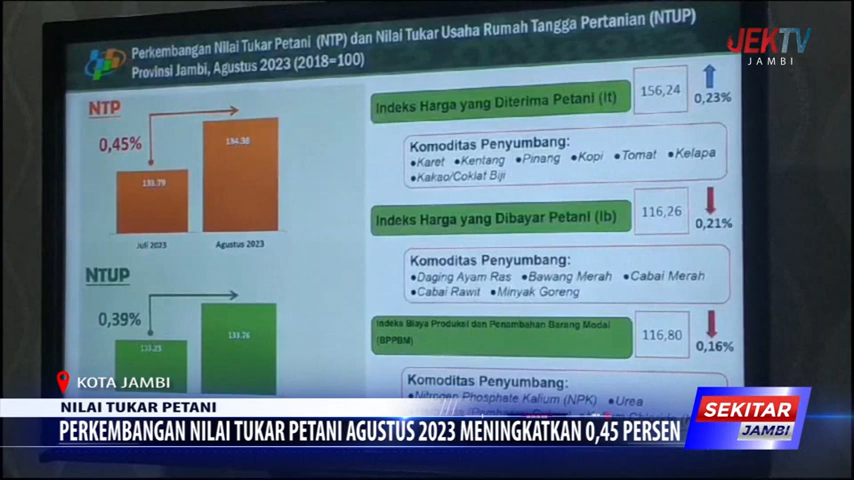 Perkembangan Nilai Tukar Petani (NTP) dan Nilai Tukar Usaha Rumah Tangga Pertanian (NTUP)
Provinsi Jambi, Agustus 2023 (2018=100)
JEKTV
JAMBI
NTP
0,45%
133.79
134.38
Juli 2023
Agustus 2023
NTUP
0,39%
Indeks Harga yang Diterima Petani (It)
156,24
0,23%
Komoditas Penyumbang:
•Karet •Kentang •Pinang •Kopi •Tomat •Kelapa
•Kakao/Coklat Biji
Indeks Harga yang Dibayar Petani (Ib)
116,26
0,21%
Komoditas Penyumbang:
•Daging Ayam Ras •Bawang Merah •Cabai Merah
•Cabai Rawit •Minyak Goreng
Indeks Biaya Produksi dan Penambahan Barang Modal
(BPPBM)
116,80
0,16%
Komoditas Penyumbang:
•Nitrogen Phosphate Kalium (NPK) •Urea
KOTA JAMBI
NILAI TUKAR PETANI
PERKEMBANGAN NILAI TUKAR PETANI AGUSTUS 2023 MENINGKATKAN 0,45 PERSEN
SEKITAR
JAMBI